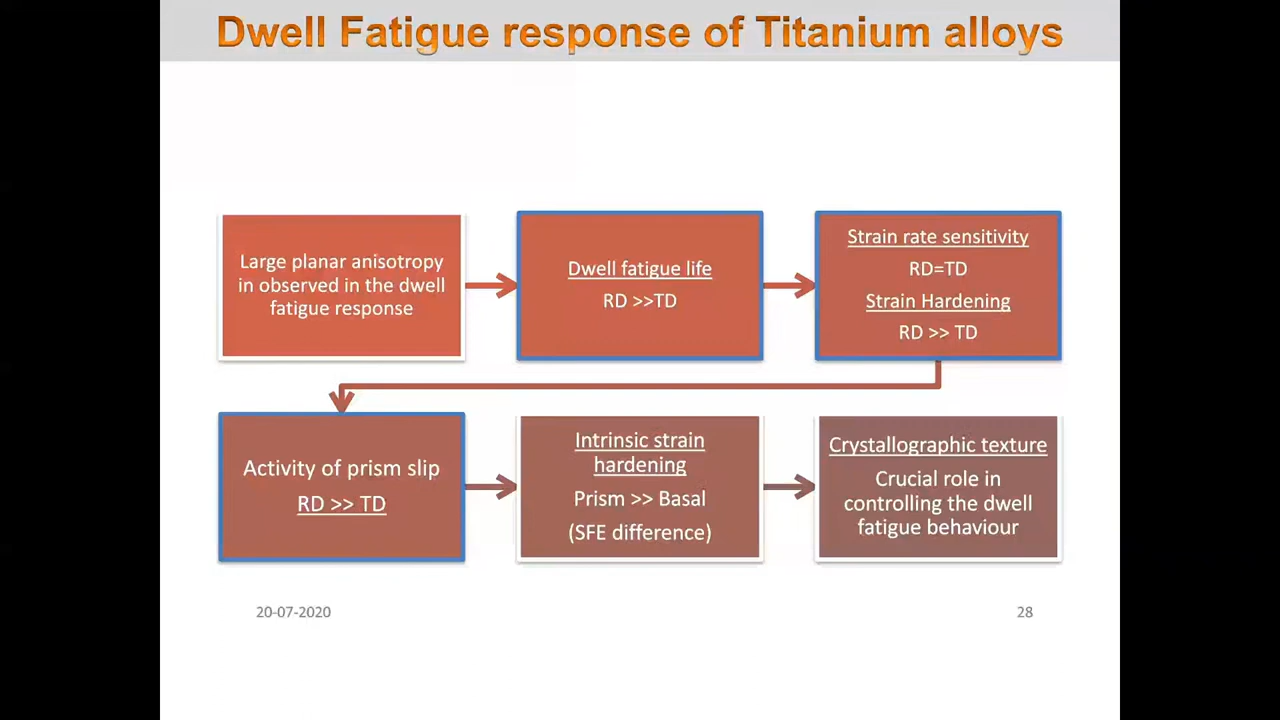 Dwell Fatigue response of Titanium alloys
Large planar anisotropy
in observed in the dwell
fatigue response
Dwell fatigue life
RD >>TD
Strain rate sensitivity
RD=TD
Strain Hardening
RD >> TD
Activity of prism slip
RD >> TD
Intrinsic strain
hardening
Prism >> Basal
(SFE difference)
Crystallographic texture
Crucial role in
controlling the dwell
fatigue behaviour
20-07-2020
28